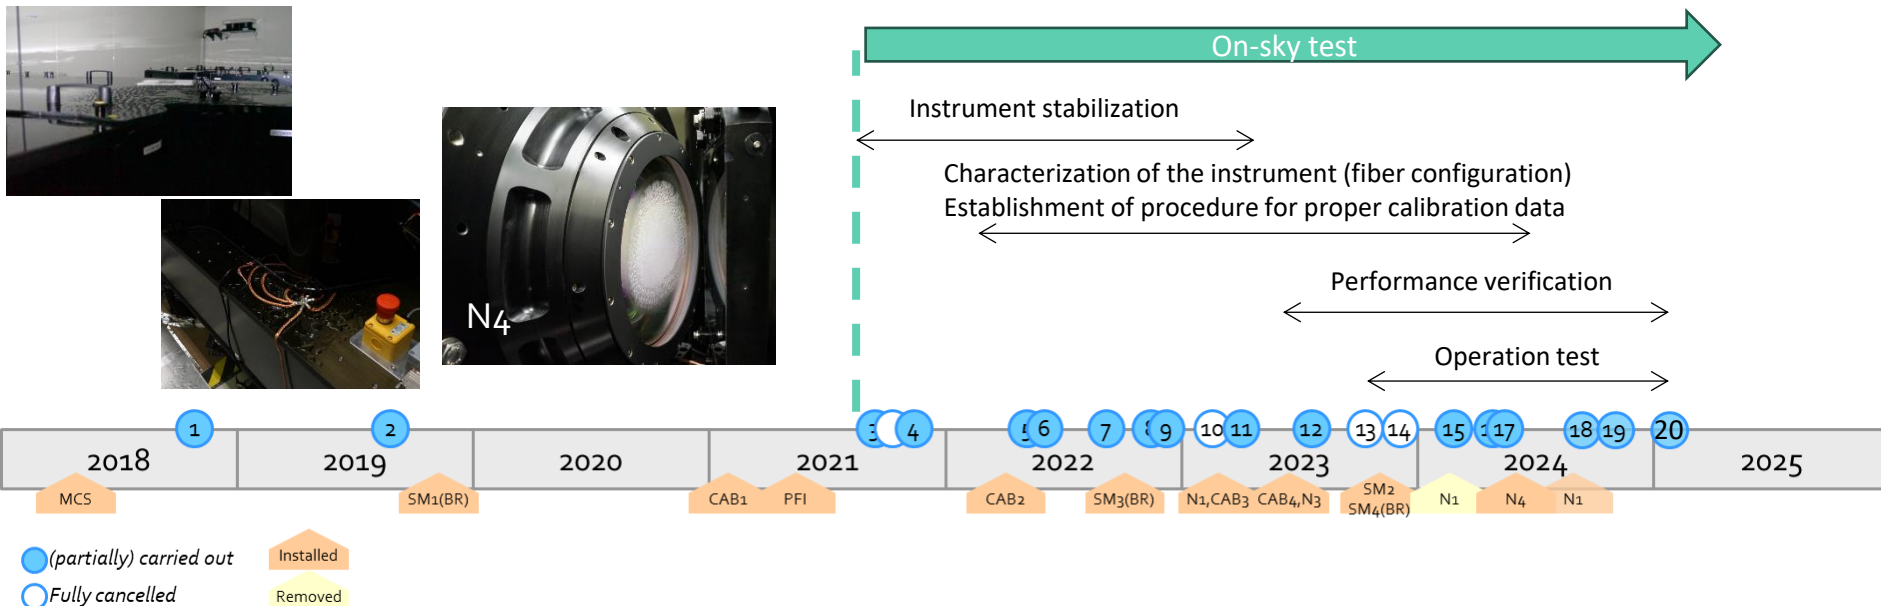 On-sky test
Instrument stabilization
Characterization of the instrument (fiber configuration)
Establishment of procedure for proper calibration data
Performance verification
Operation test
N4
1 2 3 4 5 6 7 8 9 10 11 12 13 14 15 17 18 19 20
2018 2019 2020 2021 2022 2023 2024 2025
MCS SM1(BR) CAB1 PFI CAB2 SM3(BR) N1,CAB3 CAB4,N3 SM2 N1 N4 N1
SM4(BR)
(partially) carried out Installed
Fully cancelled Removed